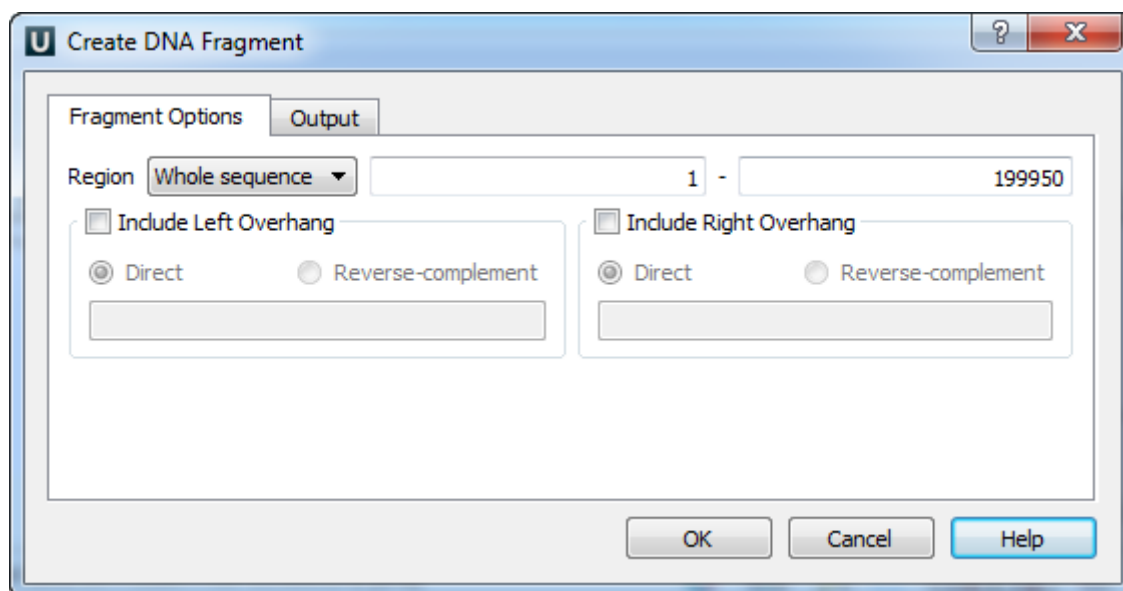 U Create DNA Fragment ? X
Fragment Options Output
Region Whole sequence 1 - 199950
Include Left Overhang Include Right Overhang
Direct Reverse-complement Direct Reverse-complement
OK Cancel Help